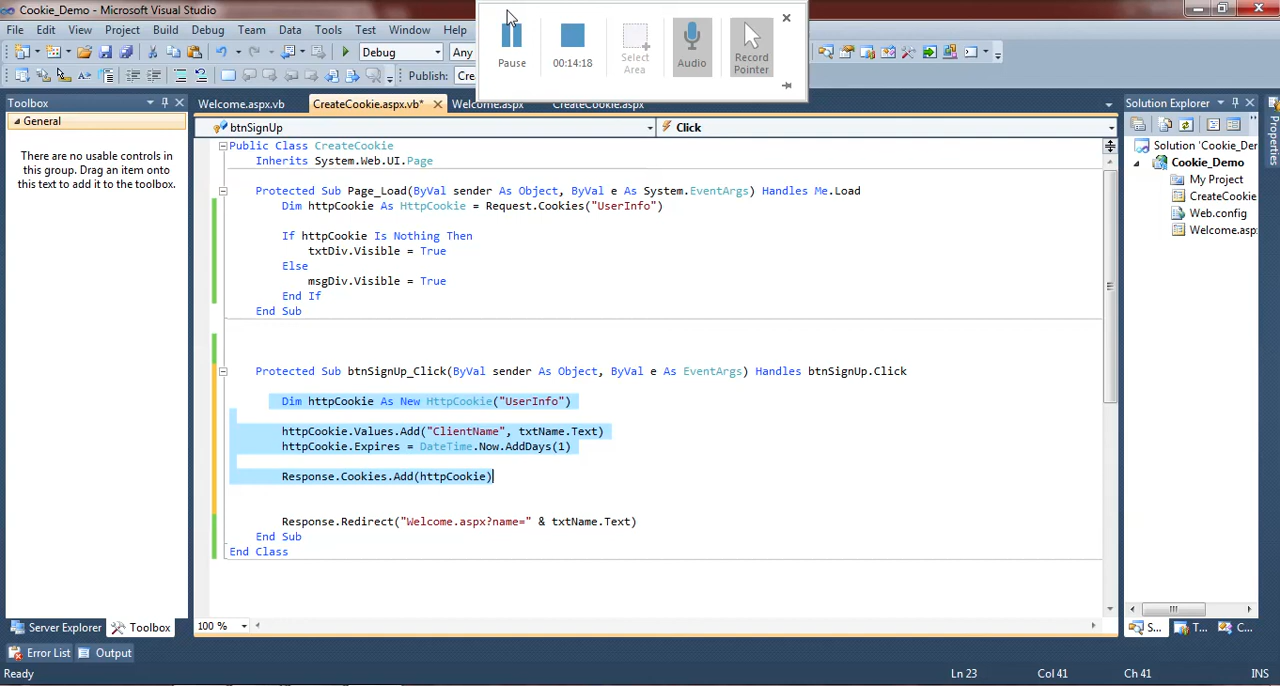 Cookie_Demo - Microsoft Visual Studio
File Edit View Project Build Debug Team Data Tools Test Window Help
Pause
00:14:18
Select Area
Audio
Record Pointer
Debug
Any
Publish: Cre
Toolbox
General
There are no usable controls in
this group. Drag an item onto
this text to add it to the toolbox.
Server Explorer
Toolbox
Welcome.aspx.vb CreateCookie.aspx.vb* Welcome.aspx CreateCookie.aspx
btnSignUp
Click
Public Class CreateCookie
Inherits System.Web.UI.Page
Protected Sub Page_Load(ByVal sender As Object, ByVal e As System.EventArgs) Handles Me.Load
Dim httpCookie As HttpCookie = Request.Cookies("UserInfo")
If httpCookie Is Nothing Then
txtDiv.Visible = True
Else
msgDiv.Visible = True
End If
End Sub
Protected Sub btnSignUp_Click(ByVal sender As Object, ByVal e As EventArgs) Handles btnSignUp.Click
Dim httpCookie As New HttpCookie("UserInfo")
httpCookie.Values.Add("ClientName", txtName.Text)
httpCookie.Expires = DateTime.Now.AddDays(1)
Response.Cookies.Add(httpCookie)
Response.Redirect("Welcome.aspx?name=" & txtName.Text)
End Sub
End Class
100 %
Solution Explorer
Solution 'Cookie_Der
Cookie_Demo
My Project
CreateCookie
Web.config
Welcome.asp
S...
T...
C...
Properties
Error List
Output
Ready
Ln 23
Col 41
Ch 41
INS